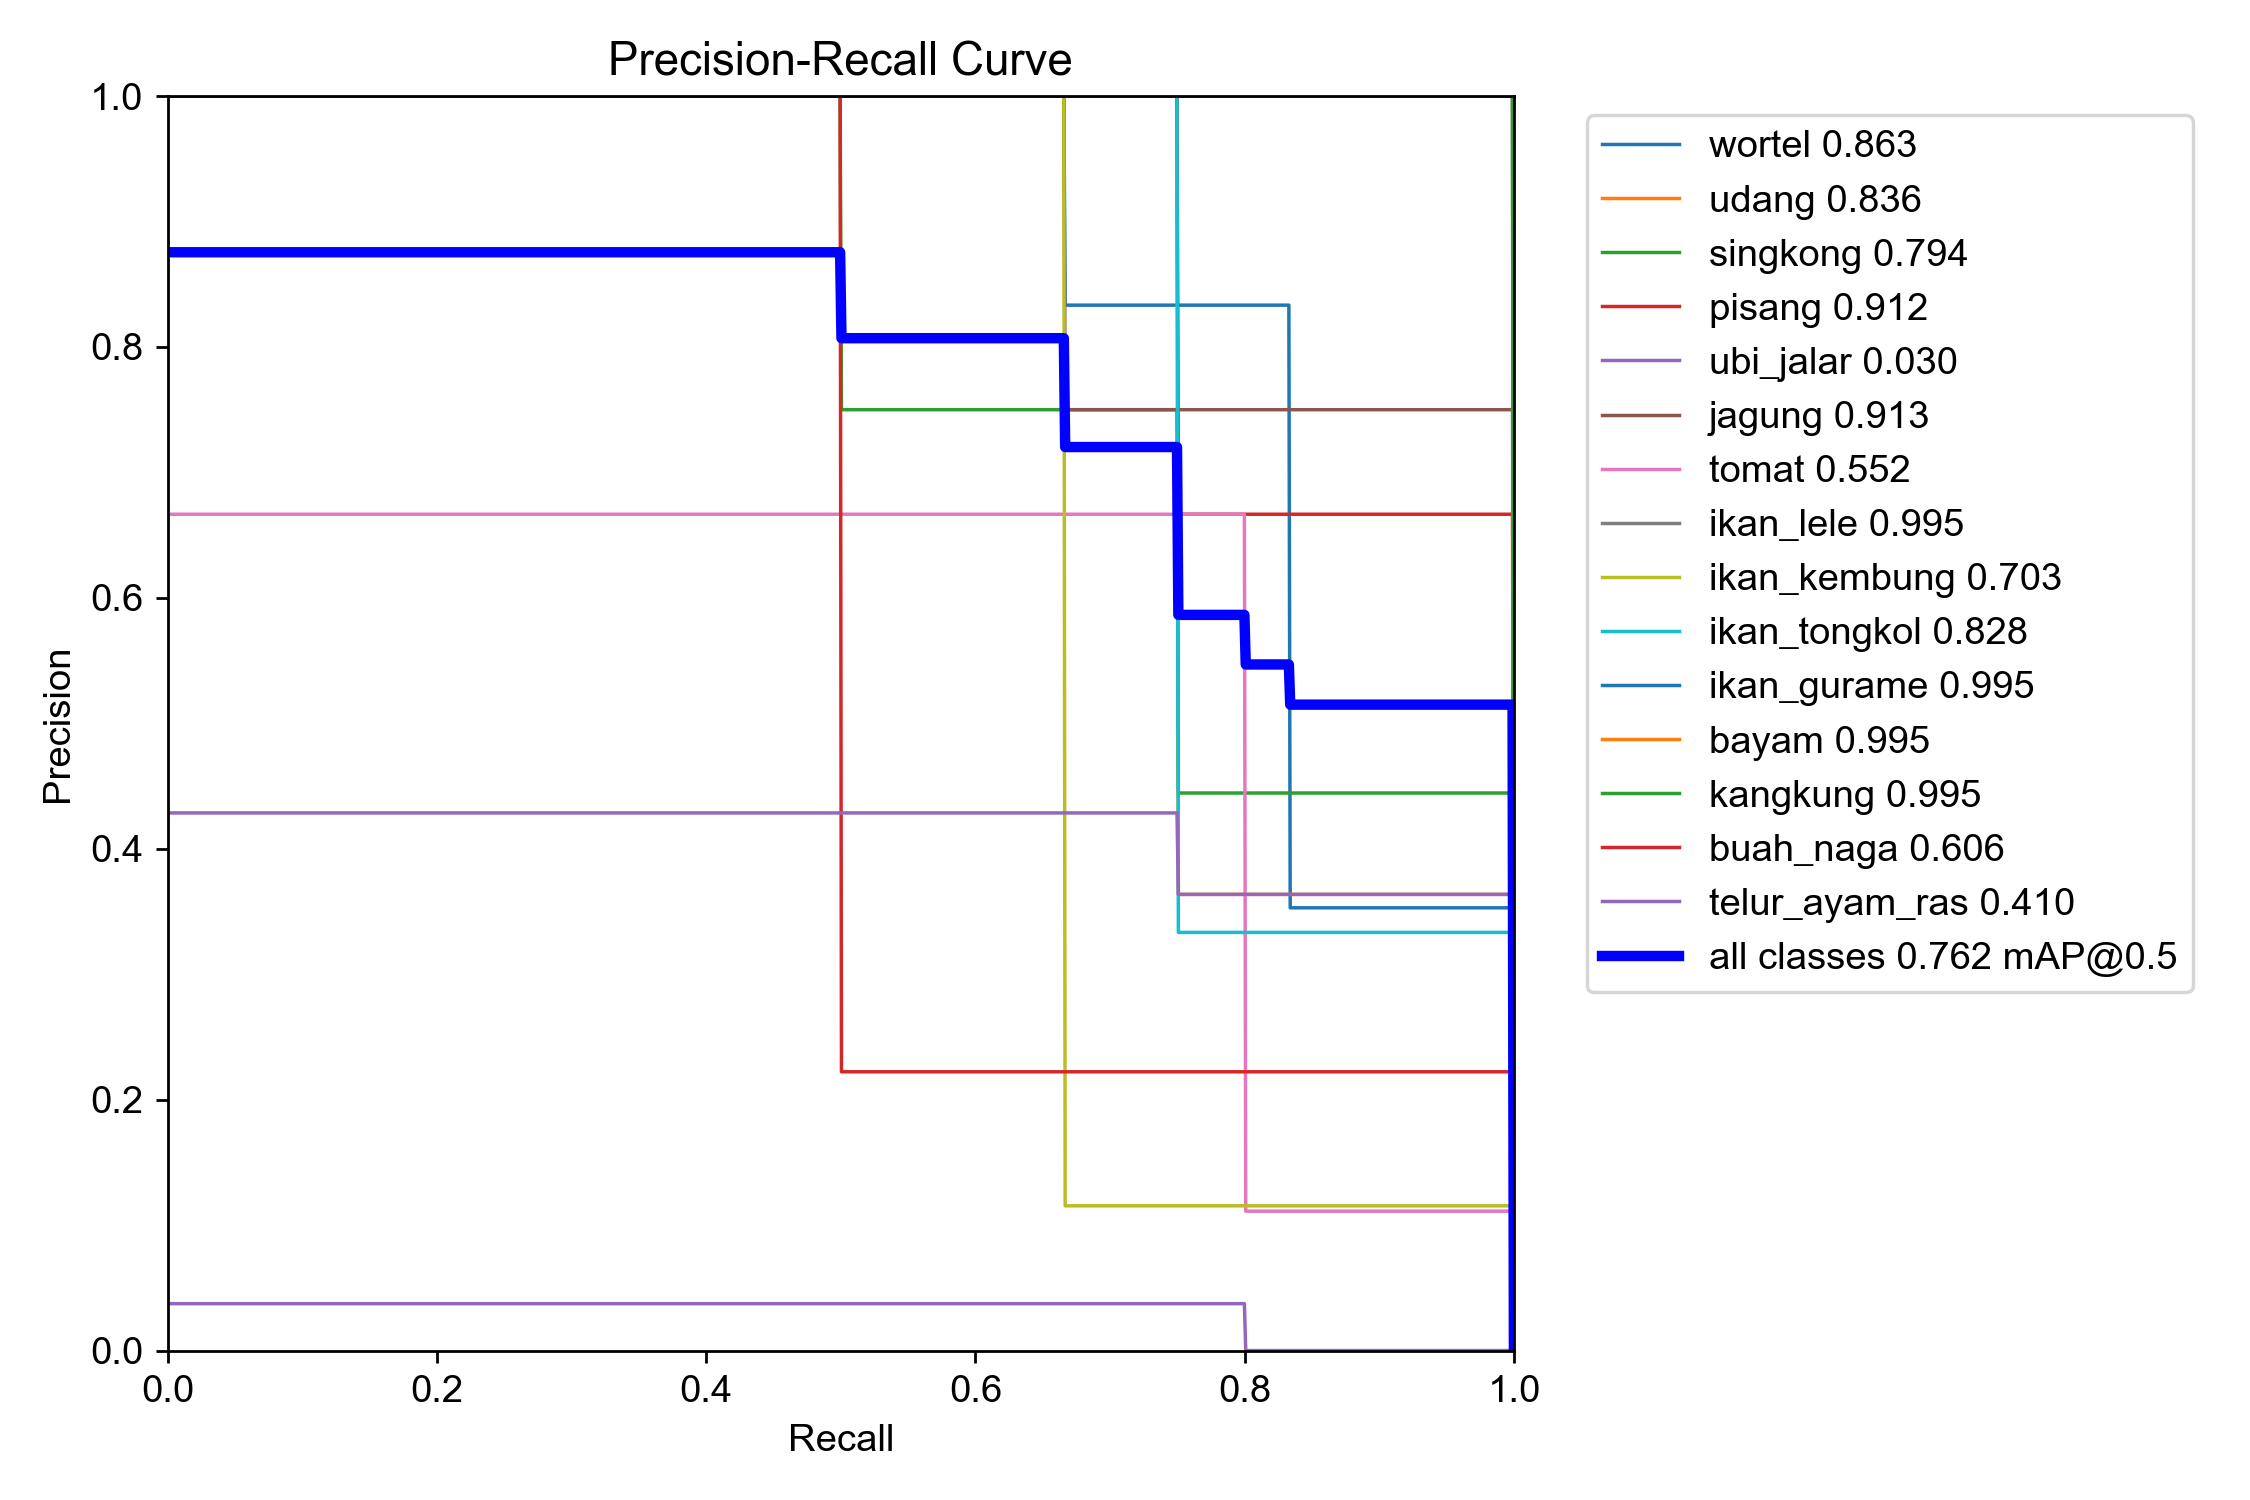 Precision-Recall Curve
1.0
0.8
0.6
0.4
0.2
0.0
Precision
0.0 0.2 0.4 0.6 0.8 1.0
Recall
wortel 0.863
udang 0.836
singkong 0.794
pisang 0.912
ubi_jalar 0.030
jagung 0.913
tomat 0.552
ikan_lele 0.995
ikan_kembung 0.703
ikan_tongkol 0.828
ikan_gurame 0.995
bayam 0.995
kangkung 0.995
buah_naga 0.606
telur_ayam_ras 0.410
all classes 0.762 mAP@0.5